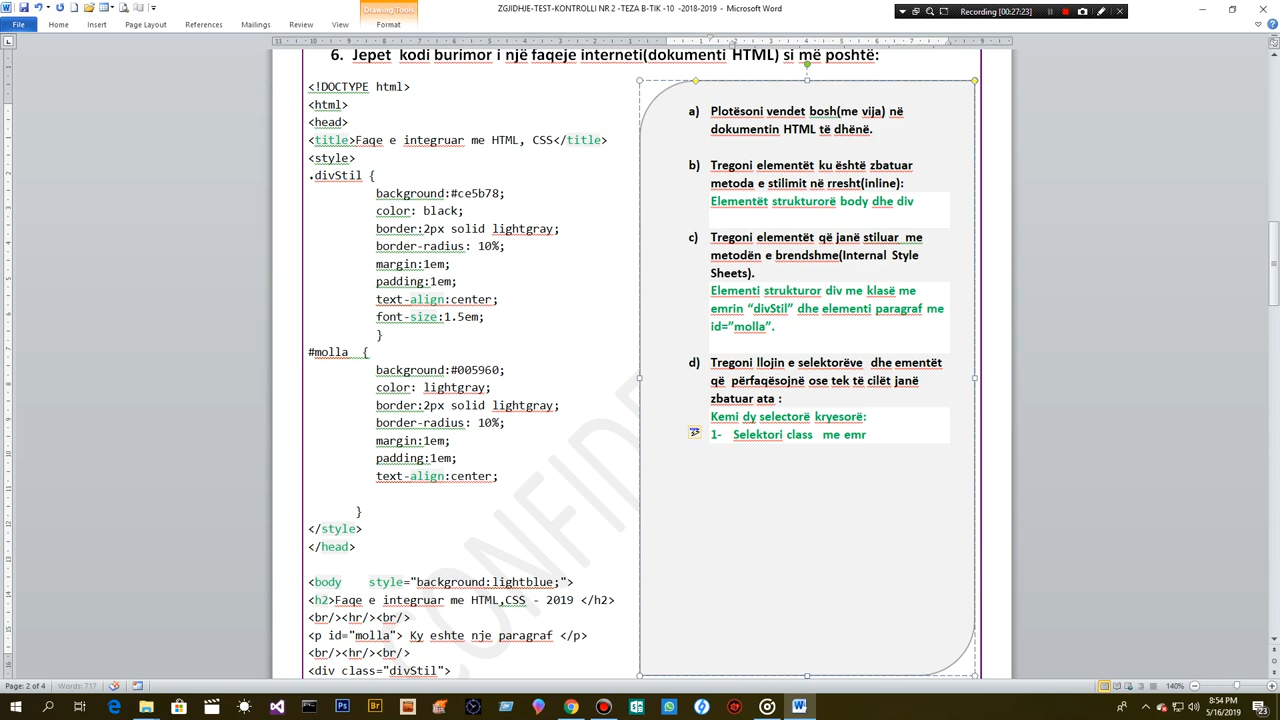 Drawing Tools
ZGJIDHJE-TEST-KONTROLLI NR 2 -TEZA B-TIK -10 -2018-2019 - Microsoft Word
Recording [00:27:23]
File
Home
Insert
Page Layout
References
Mailings
Review
View
Format
6. Jepet kodi burimor i një faqeje interneti(dokumenti HTML) si më poshtë:
<!DOCTYPE html>
<html>
<head>
<title>Faqe e integruar me HTML, CSS</title>
<style>
.divStil {
background:#ce5b78;
color: black;
border:2px solid lightgray;
border-radius: 10%;
margin:1em;
padding:1em;
text-align:center;
font-size:1.5em;
}
#molla {
background:#005960;
color: lightgray;
border:2px solid lightgray;
border-radius: 10%;
margin:1em;
padding:1em;
text-align:center;
}
</style>
</head>
<body style="background:lightblue;">
<h2>Faqe e integruar me HTML,CSS - 2019 </h2>
<br/><hr/><br/>
<p id="molla"> Ky eshte nje paragraf </p>
<br/><hr/><br/>
<div class="divStil">
a) Plotësoni vendet bosh(me vija) në
dokumentin HTML të dhënë.
b) Tregoni elementët ku është zbatuar
metoda e stilimit në rresht(inline):
Elementët strukturorë body dhe div
c) Tregoni elementët që janë stiluar me
metodën e brendshme(Internal Style
Sheets).
Elementi strukturor div me klasë me
emrin “divStil” dhe elementi paragraf me
id=”molla”.
d) Tregoni llojin e selektorëve dhe ementët
që përfaqësojnë ose tek të cilët janë
zbatuar ata :
Kemi dy selectorë kryesorë:
1- Selektori class me emr
CONFIDE
Page: 2 of 4
Words: 717
140%
8:54 PM
5/16/2019